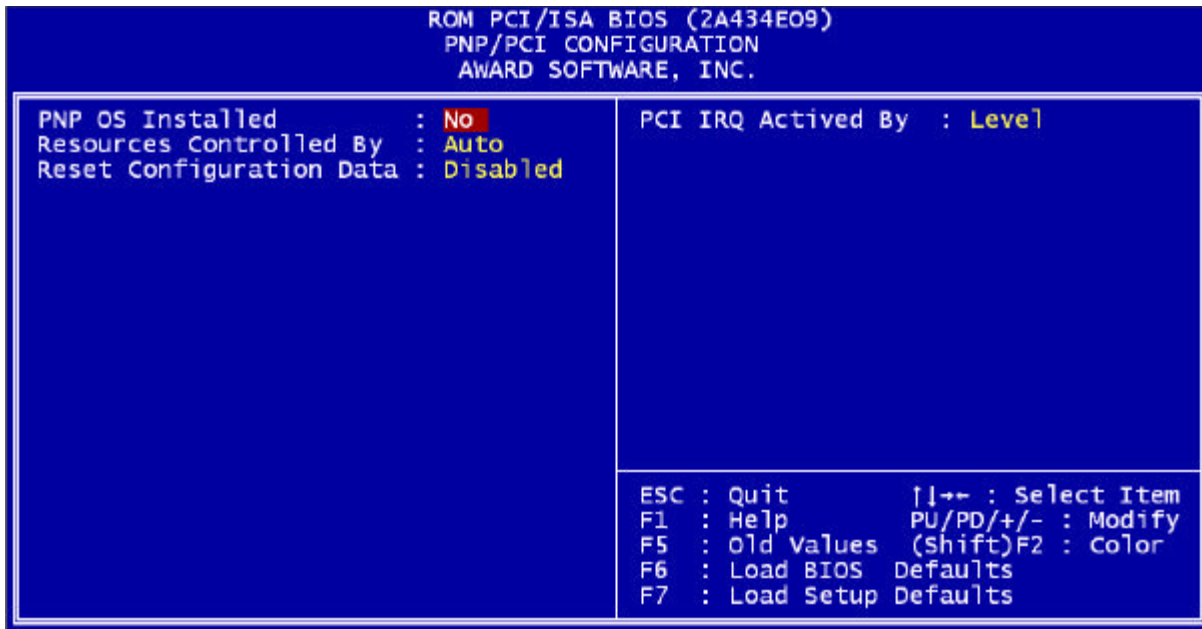 ROM PCI/ISA BIOS (2A434EO9)
PNP/PCI CONFIGURATION
AWARD SOFTWARE, INC.
PNP OS Installed : No
Resources Controlled By : Auto
Reset Configuration Data : Disabled
PCI IRQ Actived By : Level
ESC : Quit ↑↓→← : Select Item
F1 : Help PU/PD/+/- : Modify
F5 : Old Values (Shift)F2 : Color
F6 : Load BIOS Defaults
F7 : Load Setup Defaults